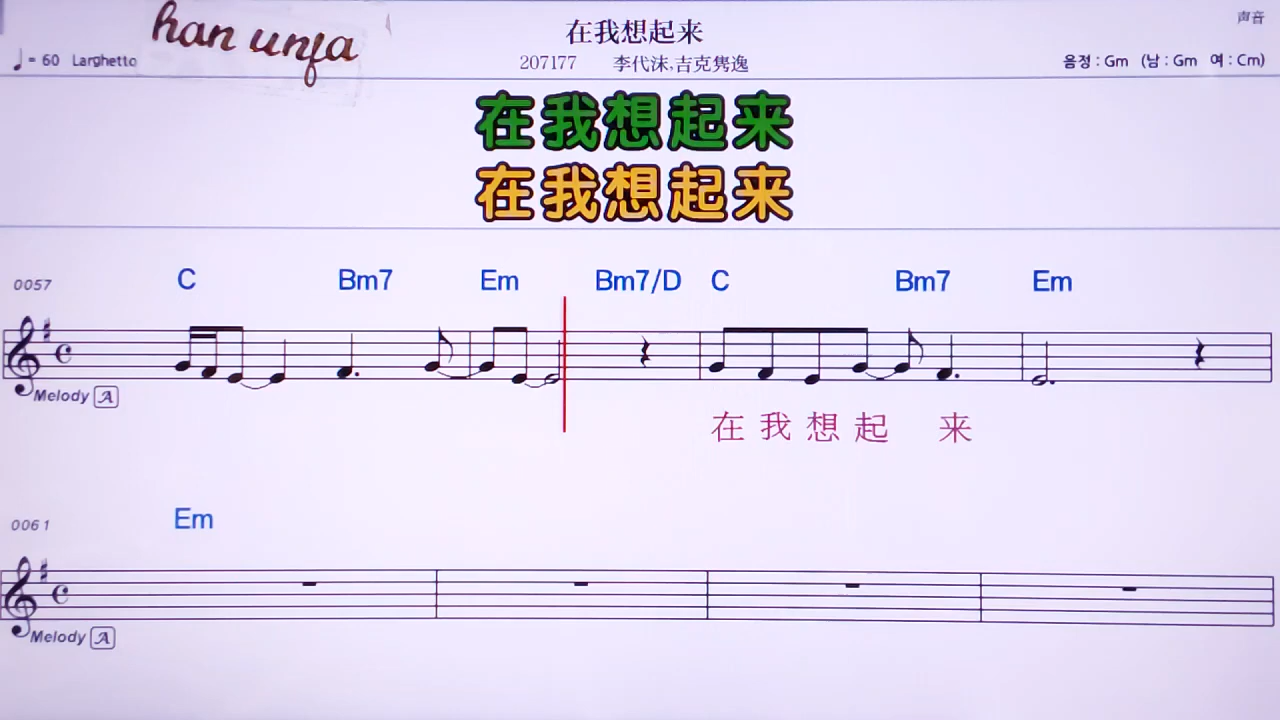 han unfa
在我想起来
声音
♩= 60 Larghetto
207177 李代沫,吉克隽逸
음정 : Gm (남 : Gm 여 : Cm)
在我想起来
在我想起来
0057 C Bm7 Em Bm7/D C Bm7 Em
Melody A
在我想起 来
0061 Em
Melody A